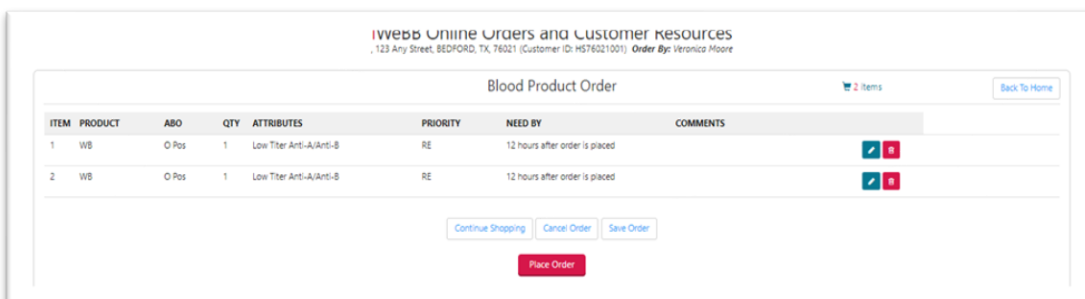 iWeBB Online Orders and Customer Resources
, 123 Any Street, BEDFORD, TX, 76021 (Customer ID: HS76021001) Order By: Veronica Moore
Blood Product Order
2 Items
Back To Home
ITEM PRODUCT ABO QTY ATTRIBUTES PRIORITY NEED BY COMMENTS
1 WB O Pos 1 Low Titer Anti-A/Anti-B RE 12 hours after order is placed
2 WB O Pos 1 Low Titer Anti-A/Anti-B RE 12 hours after order is placed
Continue Shopping Cancel Order Save Order
Place Order